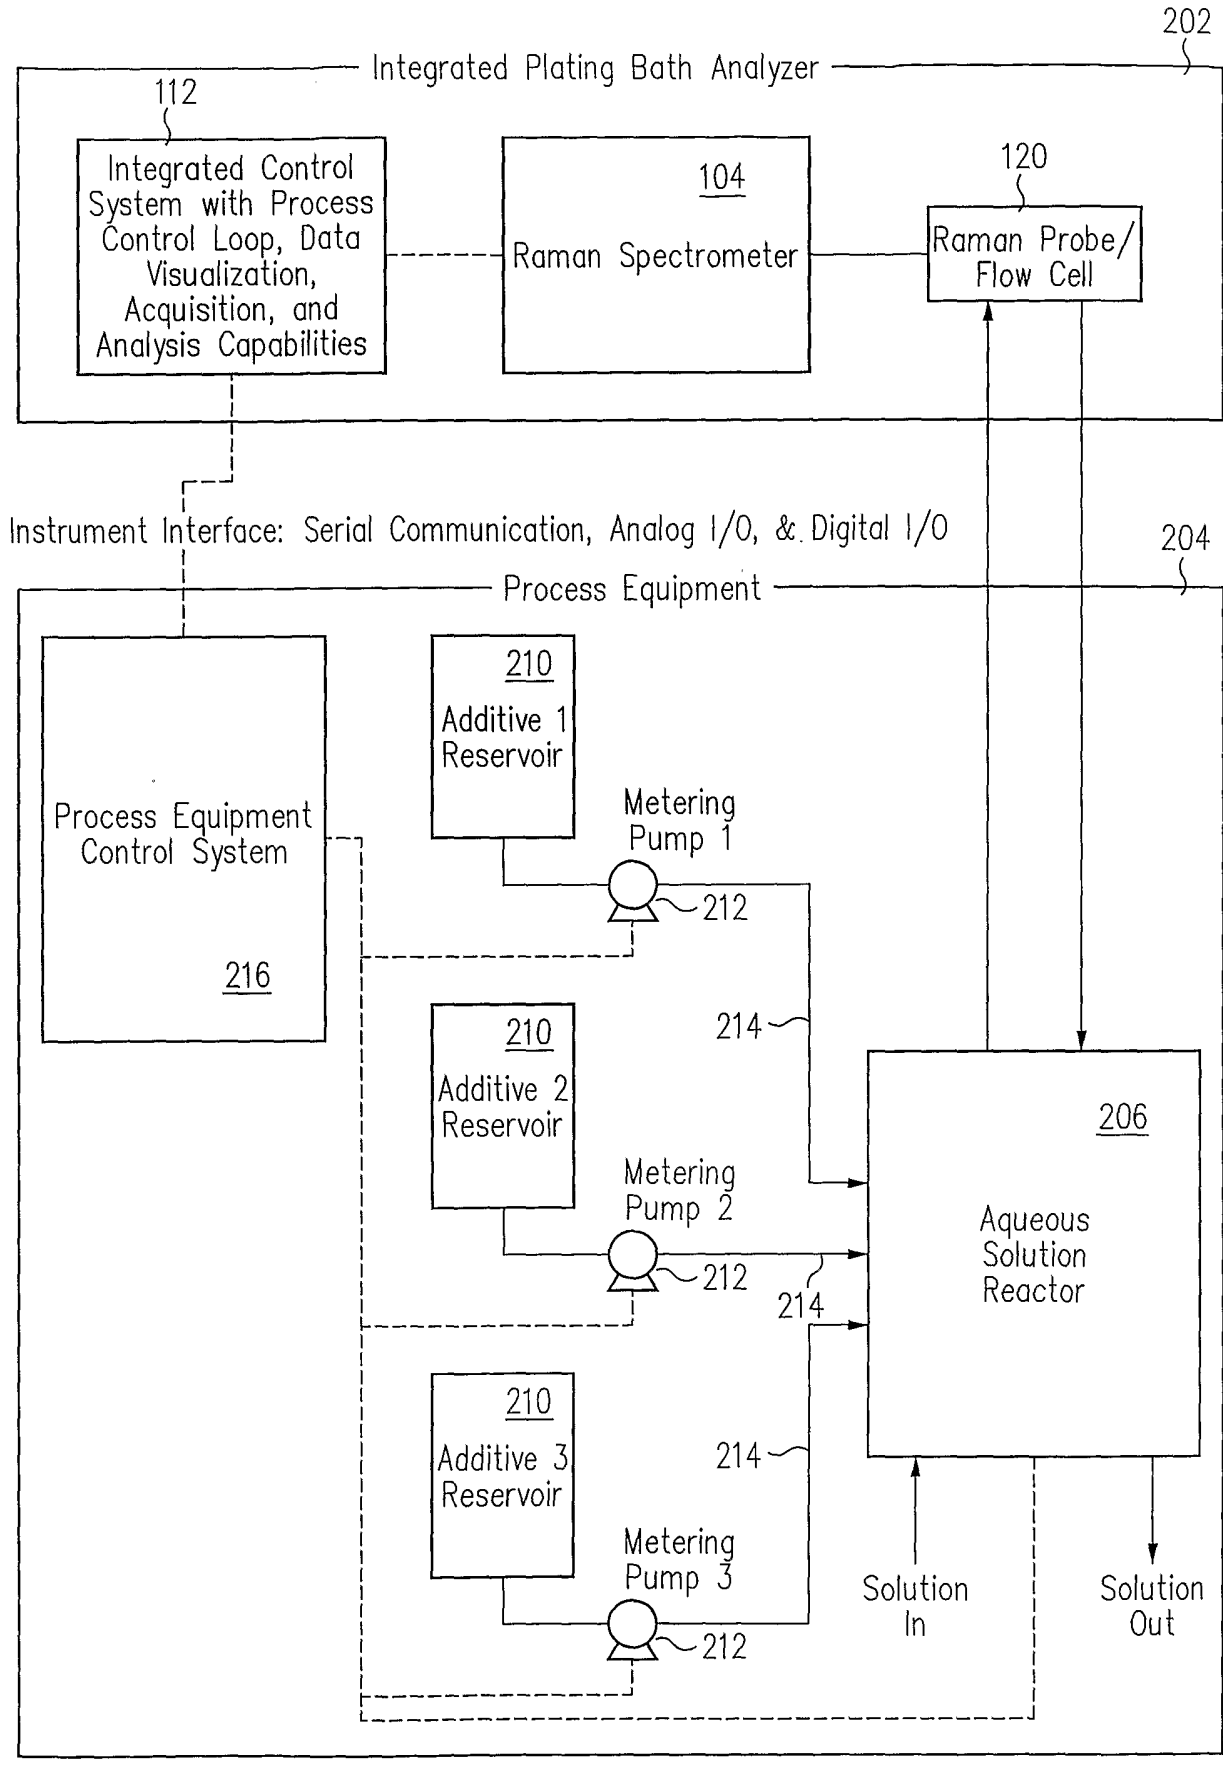 202
Integrated Plating Bath Analyzer
112
Integrated Control
System with Process
Control Loop, Data
Visualization,
Acquisition, and
Analysis Capabilities
104
Raman Spectrometer
120
Raman Probe/
Flow Cell
Instrument Interface: Serial Communication, Analog I/O, & Digital I/O
204
Process Equipment
Process Equipment
Control System
216
210
Additive 1
Reservoir
Metering
Pump 1
212
214
210
Additive 2
Reservoir
Metering
Pump 2
212
214
206
Aqueous
Solution
Reactor
210
Additive 3
Reservoir
Metering
Pump 3
212
214
Solution
In
Solution
Out